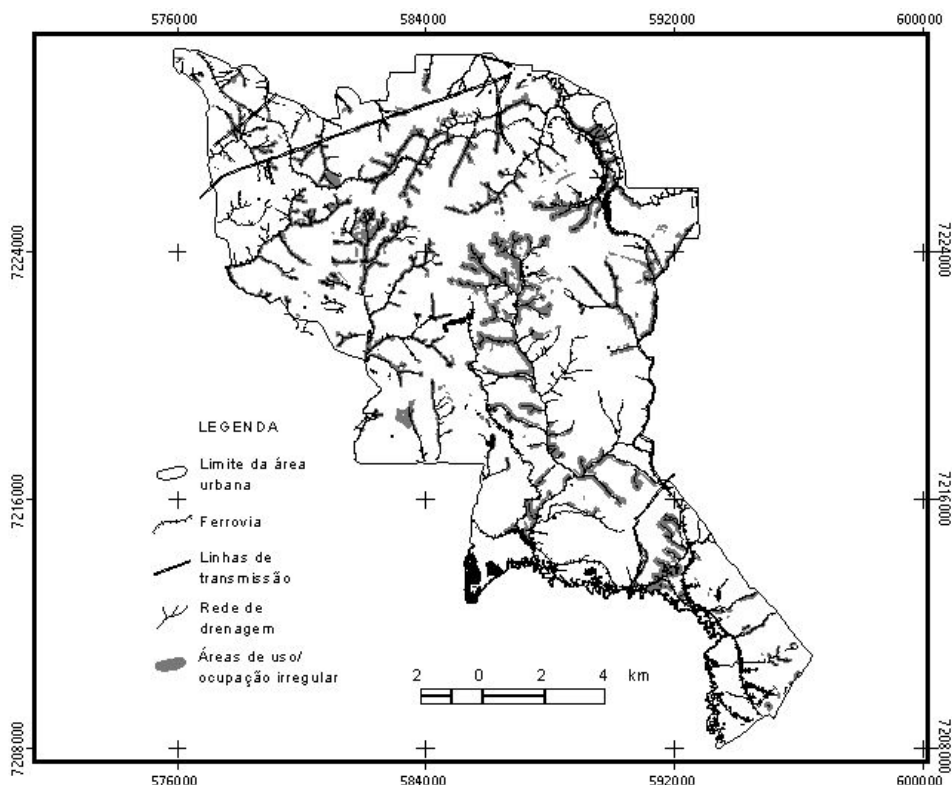 576000 584000 592000 600000
7224000 7224000
LEGENDA
Limite da área
urbana
Ferrovia
Linhas de
transmissão
Rede de
drenagem
Áreas de uso/
ocupação irregular
7216000 7216000
2 0 2 4 km
7208000 7208000
576000 584000 592000 600000